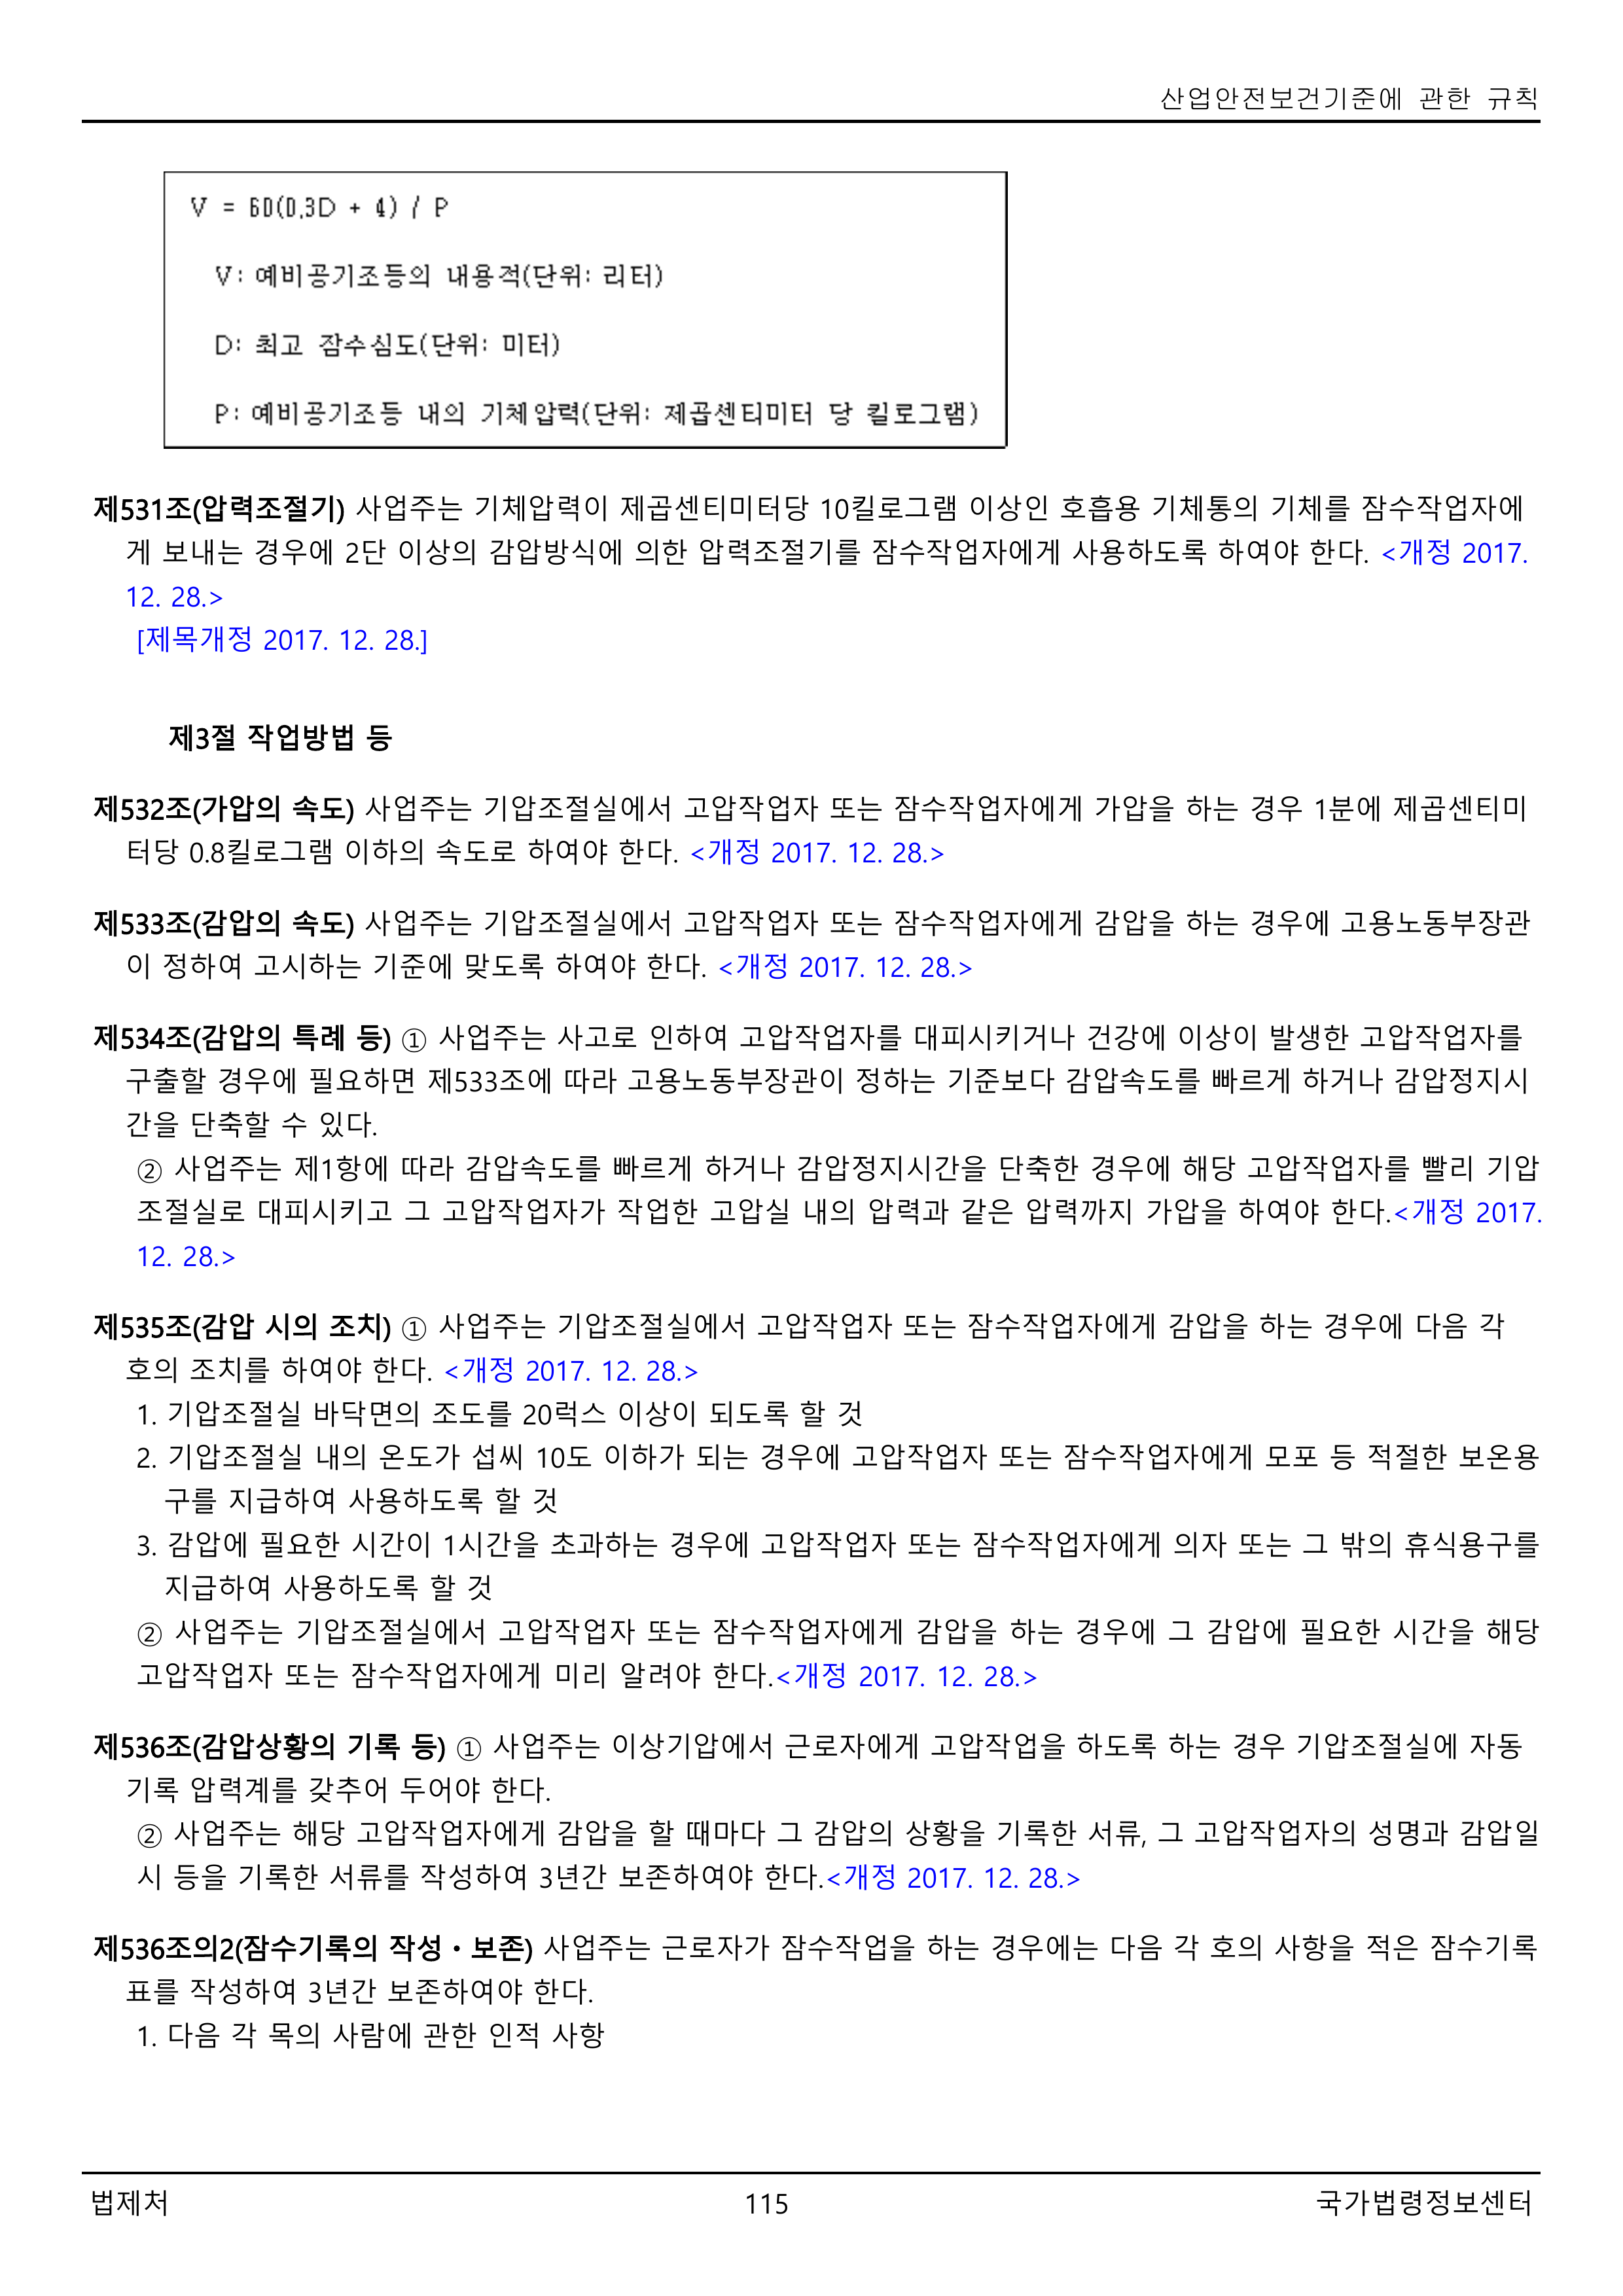 산업안전보건기준에 관한 규칙
V = 60(0.3D + 4) / P
V: 예비공기조등의 내용적(단위: 리터)
D: 최고 잠수심도(단위: 미터)
P: 예비공기조등 내의 기체압력(단위: 제곱센티미터 당 킬로그램)
제531조(압력조절기) 사업주는 기체압력이 제곱센티미터당 10킬로그램 이상인 호흡용 기체통의 기체를 잠수작업자에
게 보내는 경우에 2단 이상의 감압방식에 의한 압력조절기를 잠수작업자에게 사용하도록 하여야 한다. <개정 2017.
12. 28.>
[제목개정 2017. 12. 28.]
제3절 작업방법 등
제532조(가압의 속도) 사업주는 기압조절실에서 고압작업자 또는 잠수작업자에게 가압을 하는 경우 1분에 제곱센티미
터당 0.8킬로그램 이하의 속도로 하여야 한다. <개정 2017. 12. 28.>
제533조(감압의 속도) 사업주는 기압조절실에서 고압작업자 또는 잠수작업자에게 감압을 하는 경우에 고용노동부장관
이 정하여 고시하는 기준에 맞도록 하여야 한다. <개정 2017. 12. 28.>
제534조(감압의 특례 등) ① 사업주는 사고로 인하여 고압작업자를 대피시키거나 건강에 이상이 발생한 고압작업자를
구출할 경우에 필요하면 제533조에 따라 고용노동부장관이 정하는 기준보다 감압속도를 빠르게 하거나 감압정지시
간을 단축할 수 있다.
② 사업주는 제1항에 따라 감압속도를 빠르게 하거나 감압정지시간을 단축한 경우에 해당 고압작업자를 빨리 기압
조절실로 대피시키고 그 고압작업자가 작업한 고압실 내의 압력과 같은 압력까지 가압을 하여야 한다.<개정 2017.
12. 28.>
제535조(감압 시의 조치) ① 사업주는 기압조절실에서 고압작업자 또는 잠수작업자에게 감압을 하는 경우에 다음 각
호의 조치를 하여야 한다. <개정 2017. 12. 28.>
1. 기압조절실 바닥면의 조도를 20럭스 이상이 되도록 할 것
2. 기압조절실 내의 온도가 섭씨 10도 이하가 되는 경우에 고압작업자 또는 잠수작업자에게 모포 등 적절한 보온용
구를 지급하여 사용하도록 할 것
3. 감압에 필요한 시간이 1시간을 초과하는 경우에 고압작업자 또는 잠수작업자에게 의자 또는 그 밖의 휴식용구를
지급하여 사용하도록 할 것
② 사업주는 기압조절실에서 고압작업자 또는 잠수작업자에게 감압을 하는 경우에 그 감압에 필요한 시간을 해당
고압작업자 또는 잠수작업자에게 미리 알려야 한다.<개정 2017. 12. 28.>
제536조(감압상황의 기록 등) ① 사업주는 이상기압에서 근로자에게 고압작업을 하도록 하는 경우 기압조절실에 자동
기록 압력계를 갖추어 두어야 한다.
② 사업주는 해당 고압작업자에게 감압을 할 때마다 그 감압의 상황을 기록한 서류, 그 고압작업자의 성명과 감압일
시 등을 기록한 서류를 작성하여 3년간 보존하여야 한다.<개정 2017. 12. 28.>
제536조의2(잠수기록의 작성ㆍ보존) 사업주는 근로자가 잠수작업을 하는 경우에는 다음 각 호의 사항을 적은 잠수기록
표를 작성하여 3년간 보존하여야 한다.
1. 다음 각 목의 사람에 관한 인적 사항
법제처 115 국가법령정보센터